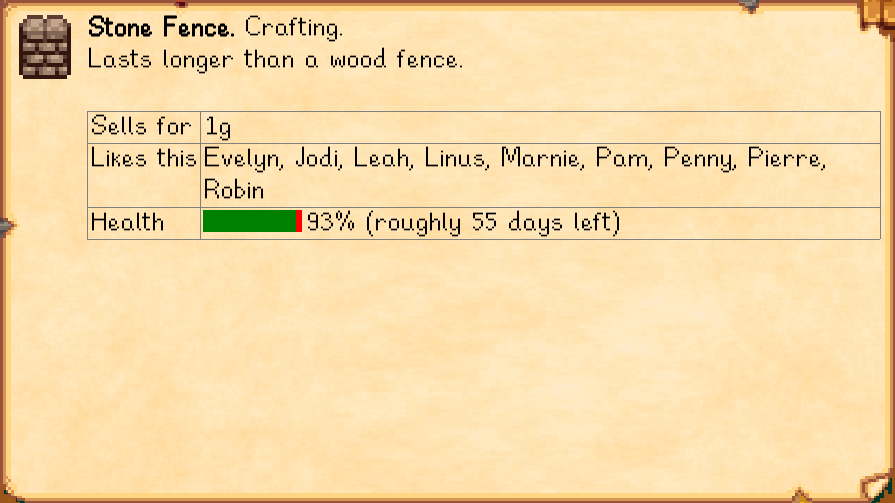 Stone Fence. Crafting.
Lasts longer than a wood fence.
Sells for 1g
Likes this Evelyn, Jodi, Leah, Linus, Marnie, Pam, Penny, Pierre,
Robin
Health 93% (roughly 55 days left)